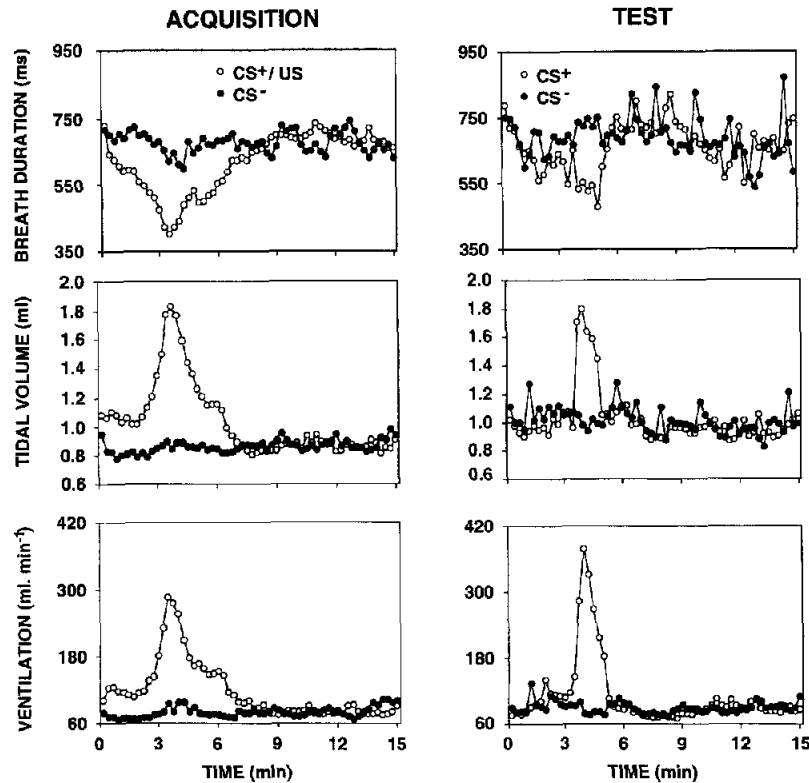 ACQUISITION
TEST
BREATH DURATION (ms)
950
750
550
350
CS+/ US
CS-
950
750
550
350
CS+
CS-
TIDAL VOLUME (ml)
2.0
1.8
1.6
1.4
1.2
1.0
0.8
0.6
2.0
1.8
1.6
1.4
1.2
1.0
0.8
0.6
VENTILATION (ml. min-1)
420
300
180
60
420
300
180
60
0 3 6 9 12 15
0 3 6 9 12 15
TIME (min)
TIME (min)